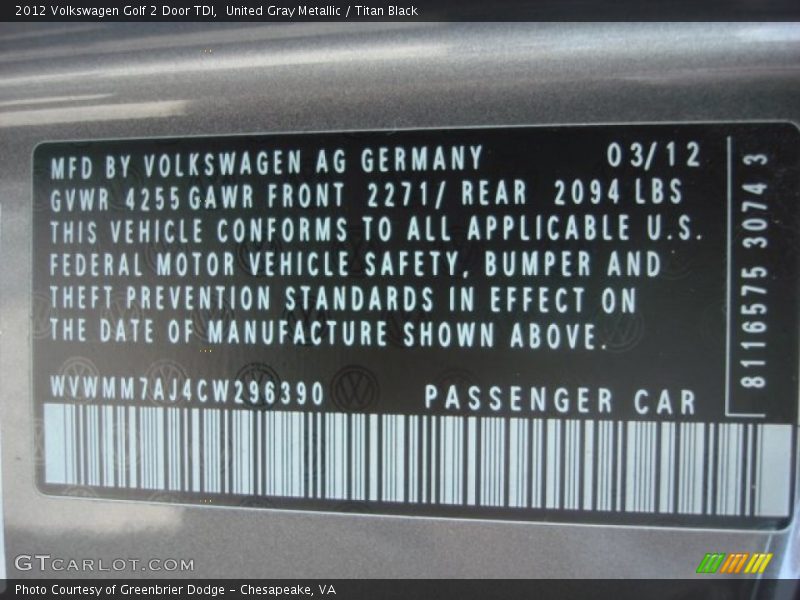 2012 Volkswagen Golf 2 Door TDI,  United Gray Metallic / Titan Black
MFD BY VOLKSWAGEN AG GERMANY 03/12
GVWR 4255 GAWR FRONT 2271/ REAR 2094 LBS
THIS VEHICLE CONFORMS TO ALL APPLICABLE U.S.
FEDERAL MOTOR VEHICLE SAFETY, BUMPER AND
THEFT PREVENTION STANDARDS IN EFFECT ON
THE DATE OF MANUFACTURE SHOWN ABOVE.
WVWMM7AJ4CW296390 PASSENGER CAR
8116575 3074 3
GTCARLOT.COM
Photo Courtesy of Greenbrier Dodge - Chesapeake, VA